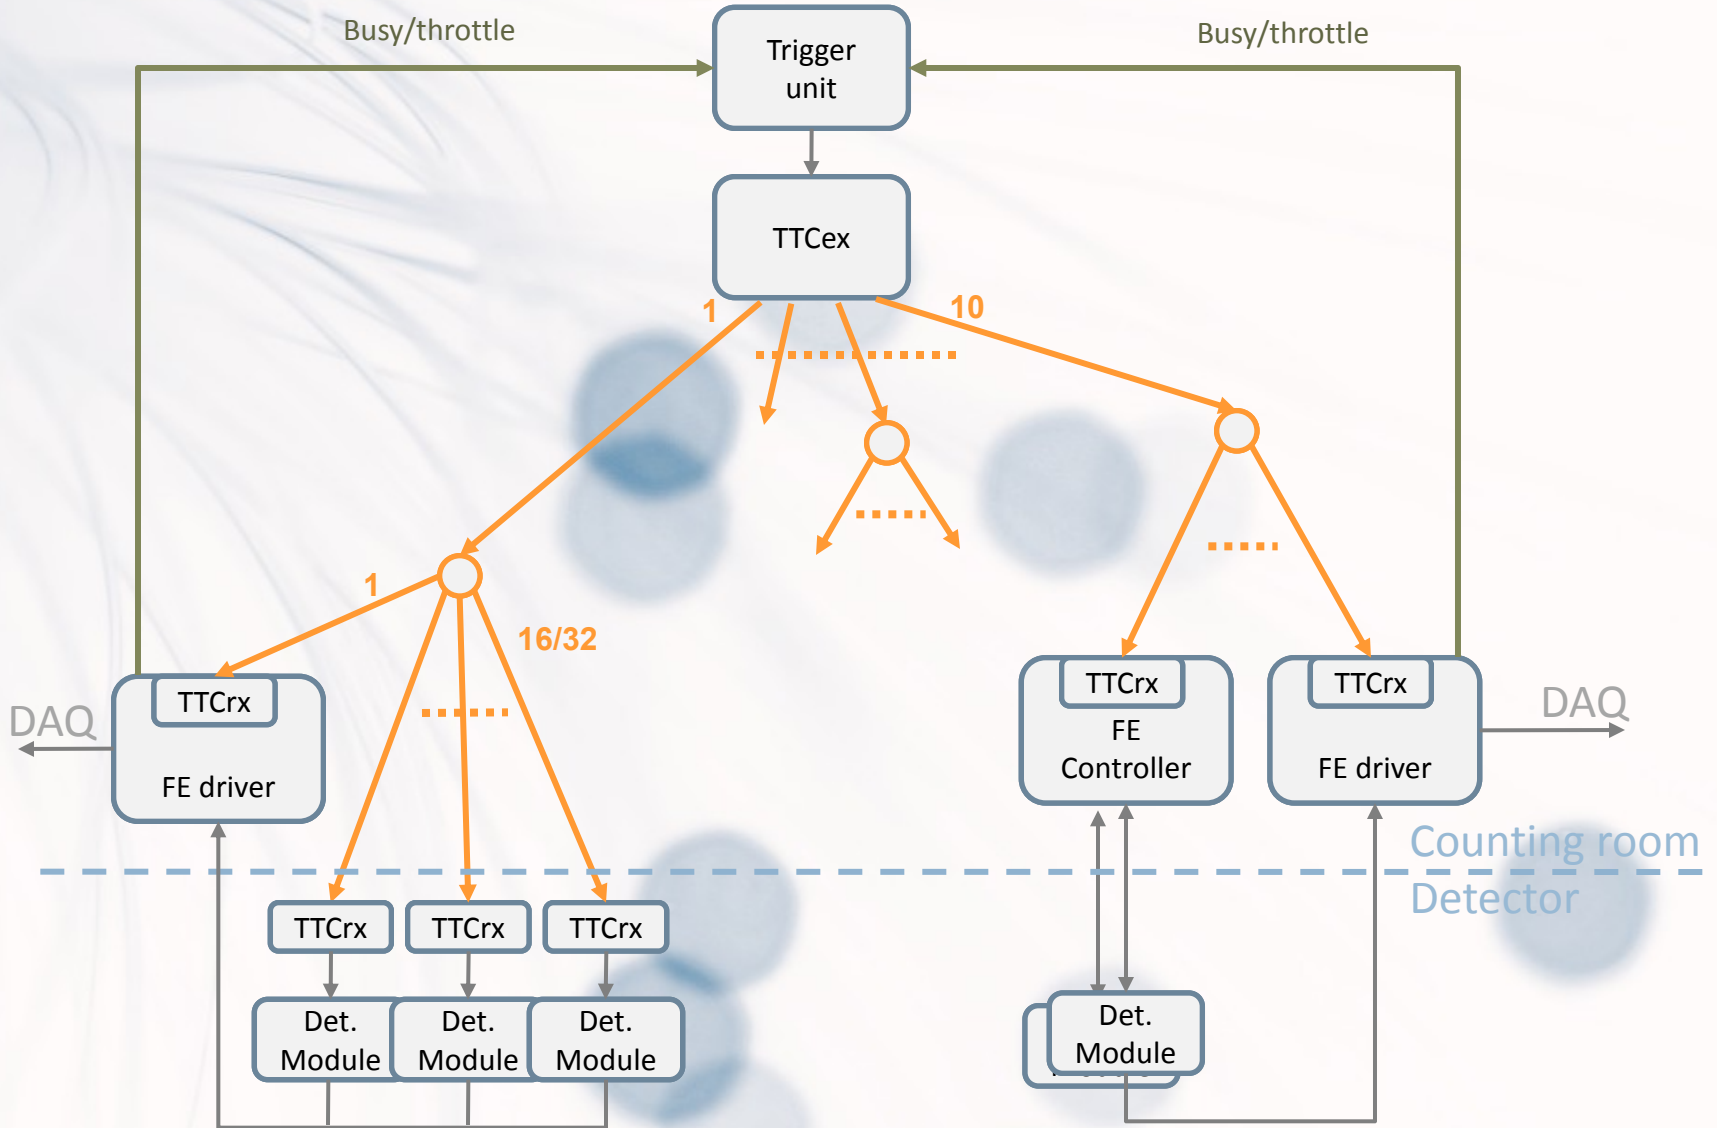 Busy/throttle
Busy/throttle
Trigger
unit
TTCex
1
10
1
16/32
TTCrx
FE driver
DAQ
TTCrx
FE
Controller
TTCrx
FE driver
DAQ
Counting room
Detector
TTCrx
TTCrx
TTCrx
Det.
Module
Det.
Module
Det.
Module
Det.
Module